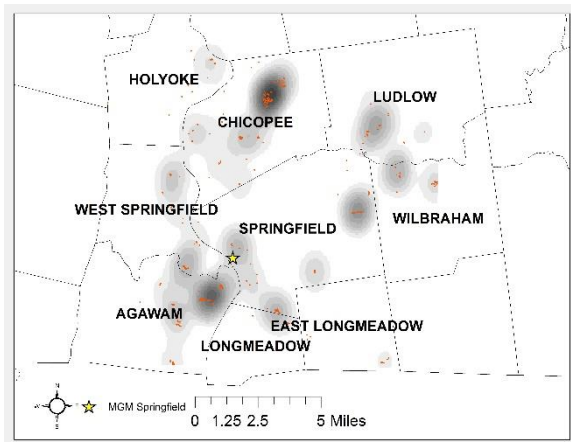 HOLYOKE
LUDLOW
CHICOPEE
WEST SPRINGFIELD
SPRINGFIELD
WILBRAHAM
AGAWAM
EAST LONGMEADOW
LONGMEADOW
N
W
E
S
MGM Springfield
0 1.25 2.5 5 Miles